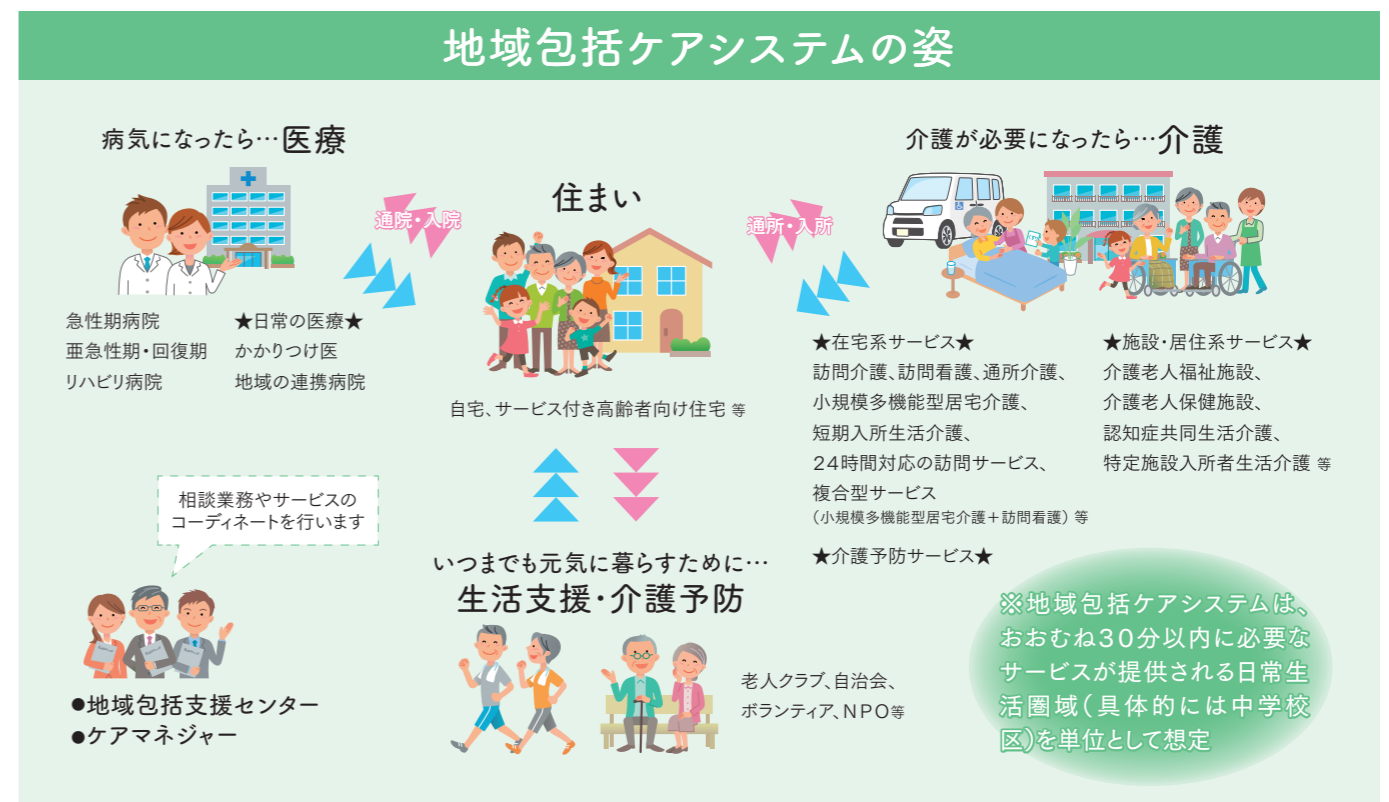 地域包括ケアシステムの姿
病気になったら…医療
急性期病院
亜急性期・回復期
リハビリ病院
★日常の医療★
かかりつけ医
地域の連携病院
通院・入院
住まい
自宅、サービス付き高齢者向け住宅 等
通所・入所
介護が必要になったら…介護
★在宅系サービス★
訪問介護、訪問看護、通所介護、
小規模多機能型居宅介護、
短期入所生活介護、
24時間対応の訪問サービス、
複合型サービス
（小規模多機能型居宅介護＋訪問看護）等
★介護予防サービス★
★施設・居住系サービス★
介護老人福祉施設、
介護老人保健施設、
認知症共同生活介護、
特定施設入所者生活介護 等
相談業務やサービスの
コーディネートを行います
●地域包括支援センター
●ケアマネジャー
いつまでも元気に暮らすために…
生活支援・介護予防
老人クラブ、自治会、
ボランティア、NPO等
※地域包括ケアシステムは、
おおむね30分以内に必要な
サービスが提供される日常生
活圏域（具体的には中学校
区）を単位として想定